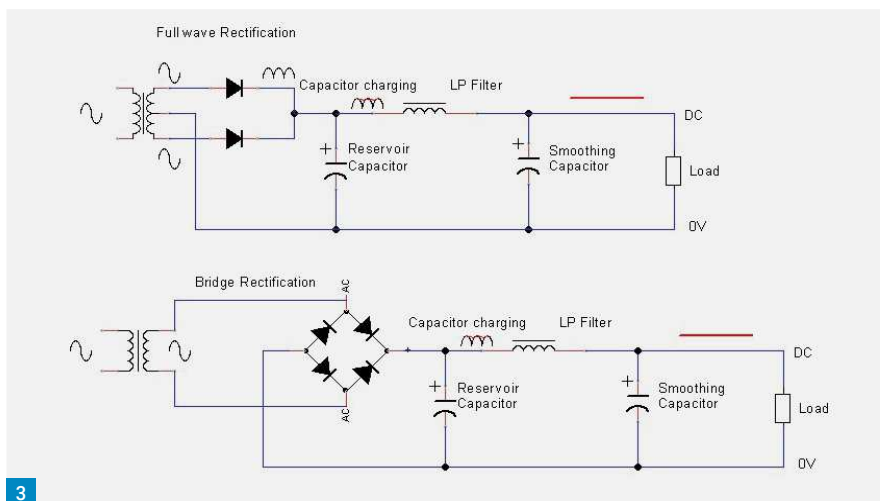 Full wave Rectification
Capacitor charging
LP Filter
DC
Reservoir
Capacitor
Smoothing
Capacitor
Load
0V
Bridge Rectification
AC
Capacitor charging
LP Filter
DC
Reservoir
Capacitor
Smoothing
Capacitor
Load
AC
0V
3